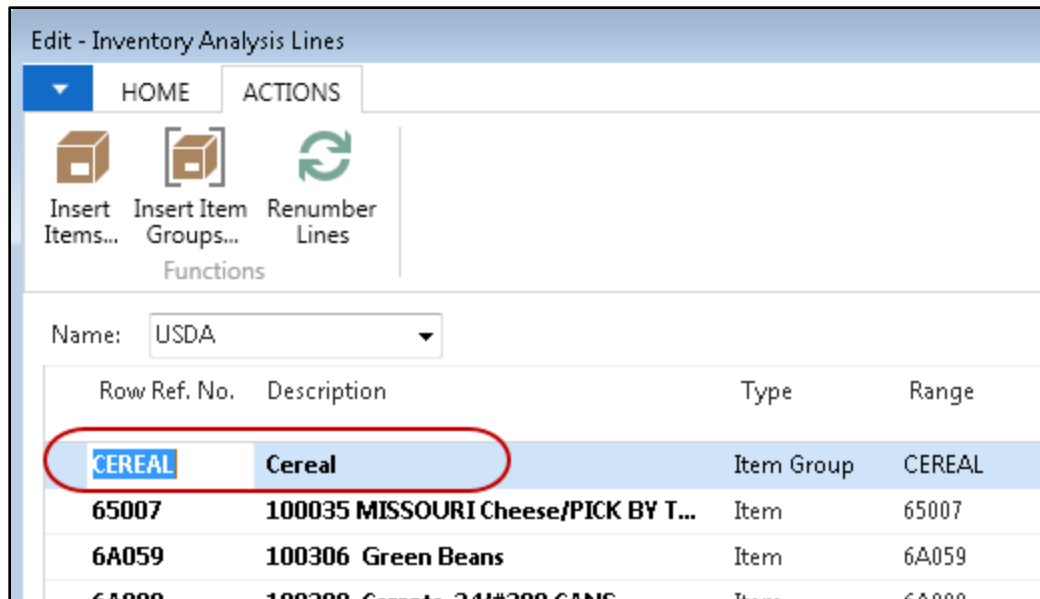 Edit - Inventory Analysis Lines
HOME ACTIONS
Insert Items... Insert Item Groups... Renumber Lines
Functions
Name: USDA
Row Ref. No. Description Type Range
CEREAL Cereal Item Group CEREAL
65007 100035 MISSOURI Cheese/PICK BY T... Item 65007
6A059 100306 Green Beans Item 6A059